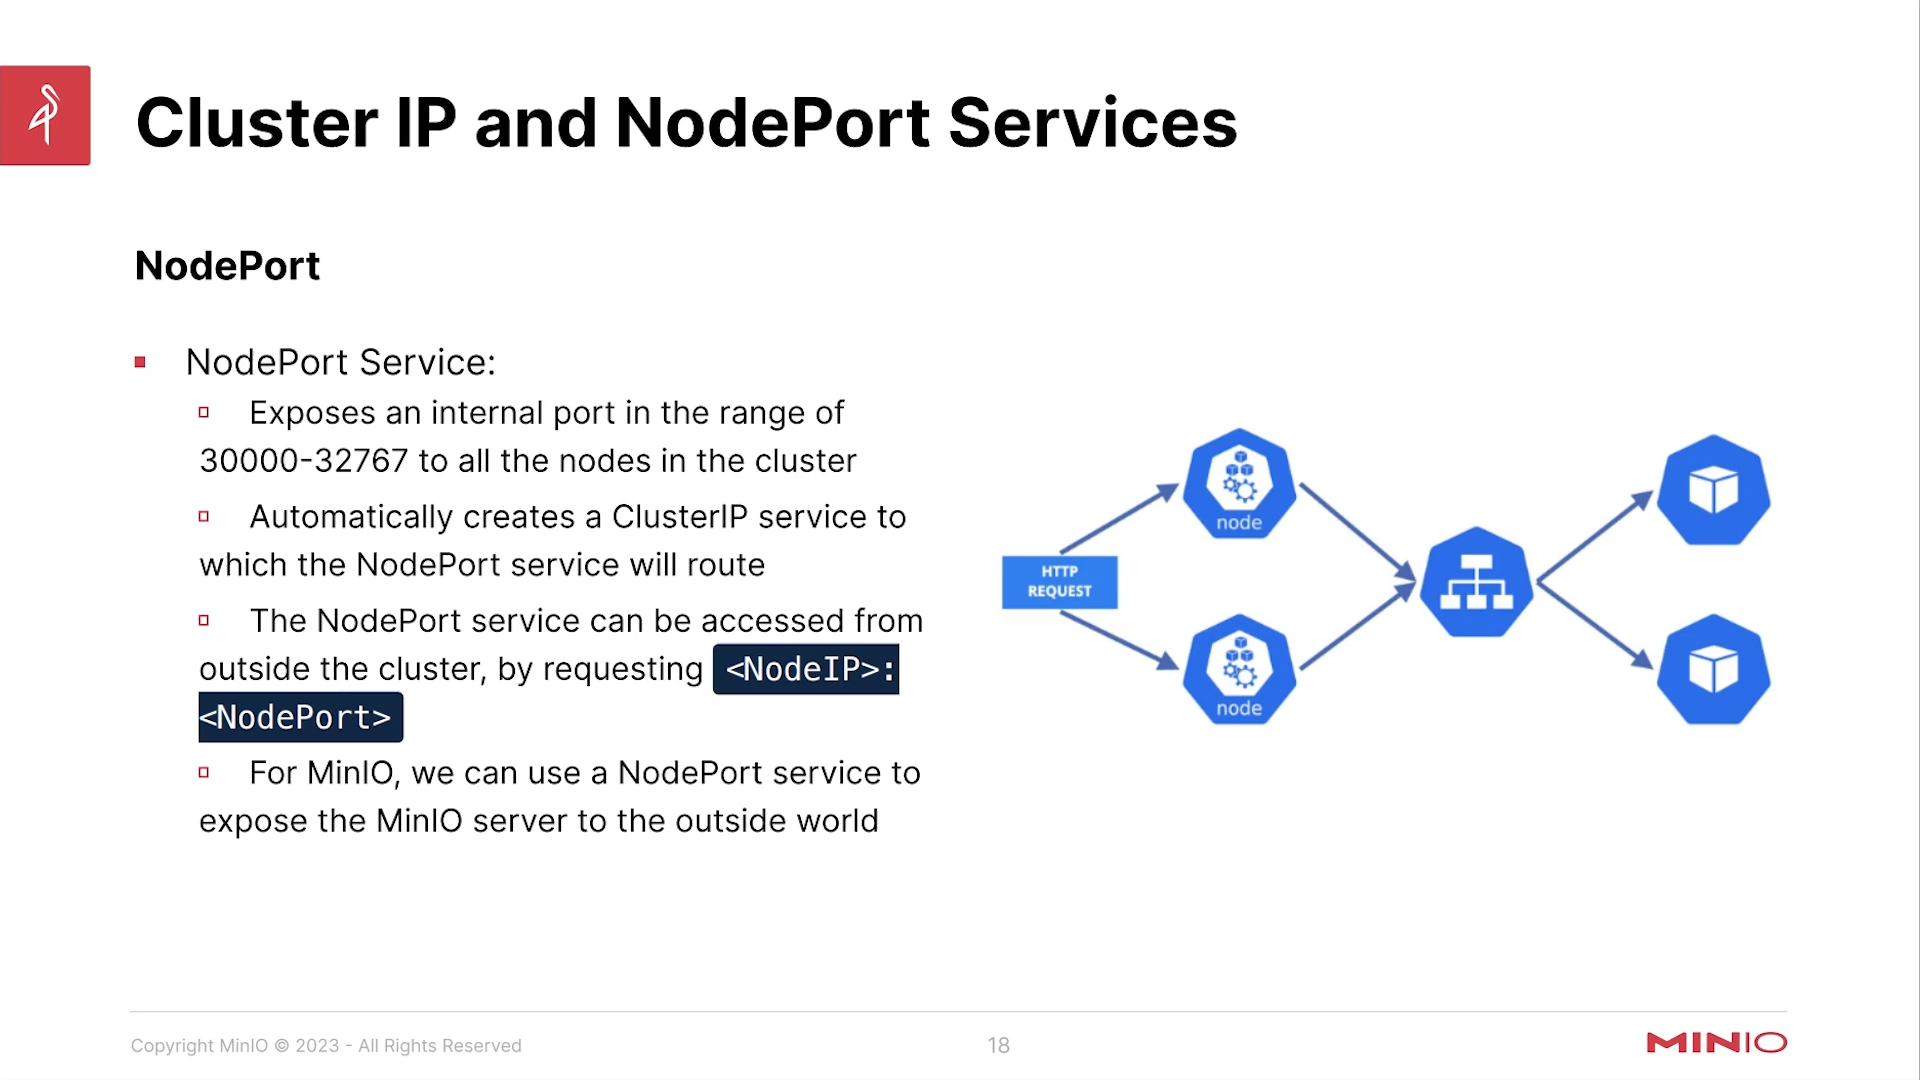 Cluster IP and NodePort Services
NodePort
NodePort Service:
Exposes an internal port in the range of
30000-32767 to all the nodes in the cluster
Automatically creates a ClusterIP service to
which the NodePort service will route
The NodePort service can be accessed from
outside the cluster, by requesting <NodeIP>:
<NodePort>
For MinIO, we can use a NodePort service to
expose the MinIO server to the outside world
HTTP
REQUEST
node
node
Copyright MinIO © 2023 - All Rights Reserved
18
MINIO